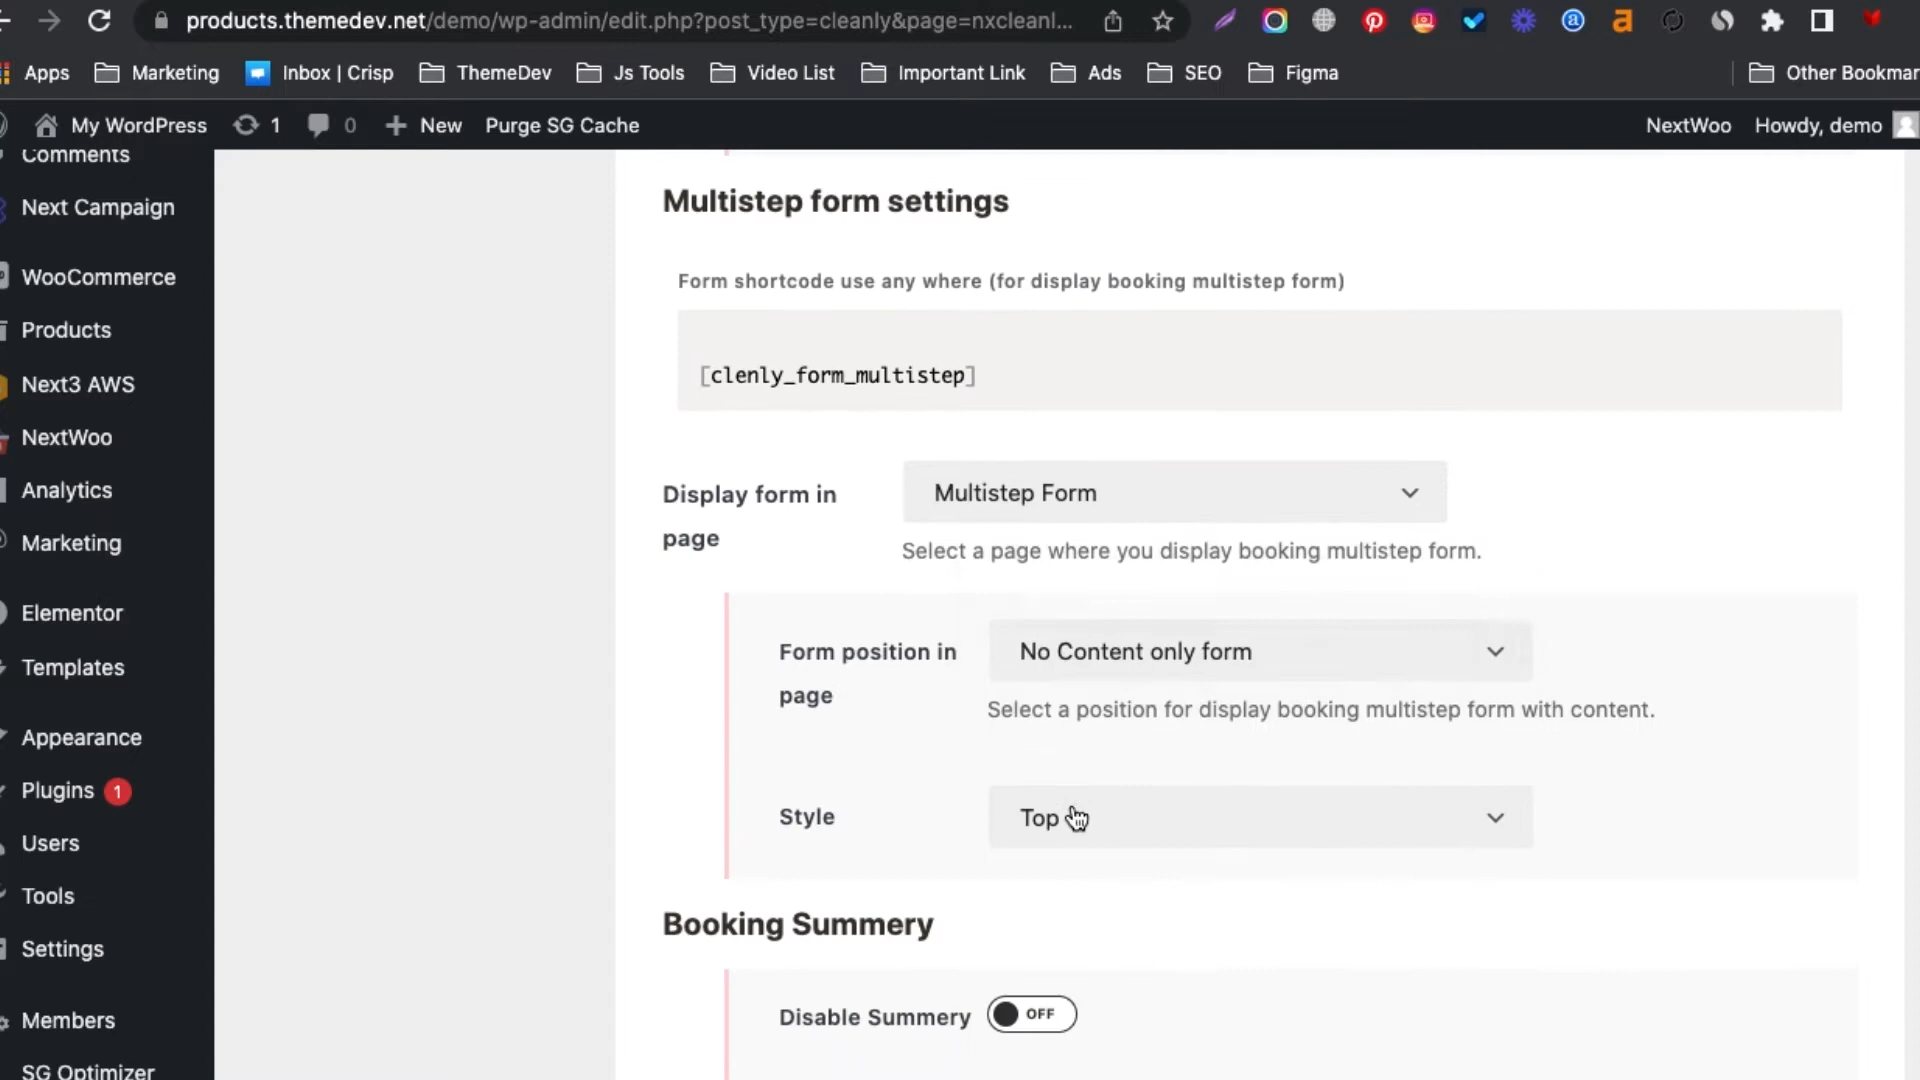 products.themedev.net/demo/wp-admin/edit.php?post_type=cleanly&page=nxcleanl...
Apps Marketing Inbox | Crisp ThemeDev Js Tools Video List Important Link Ads SEO Figma Other Bookmar
My WordPress 1 0 New Purge SG Cache NextWoo Howdy, demo
Comments
Next Campaign
WooCommerce
Products
Next3 AWS
NextWoo
Analytics
Marketing
Elementor
Templates
Appearance
Plugins 1
Users
Tools
Settings
Members
SG Optimizer
Multistep form settings
Form shortcode use any where (for display booking multistep form)
[clenly_form_multistep]
Display form in page
Multistep Form
Select a page where you display booking multistep form.
Form position in page
No Content only form
Select a position for display booking multistep form with content.
Style
Top
Booking Summery
Disable Summery OFF